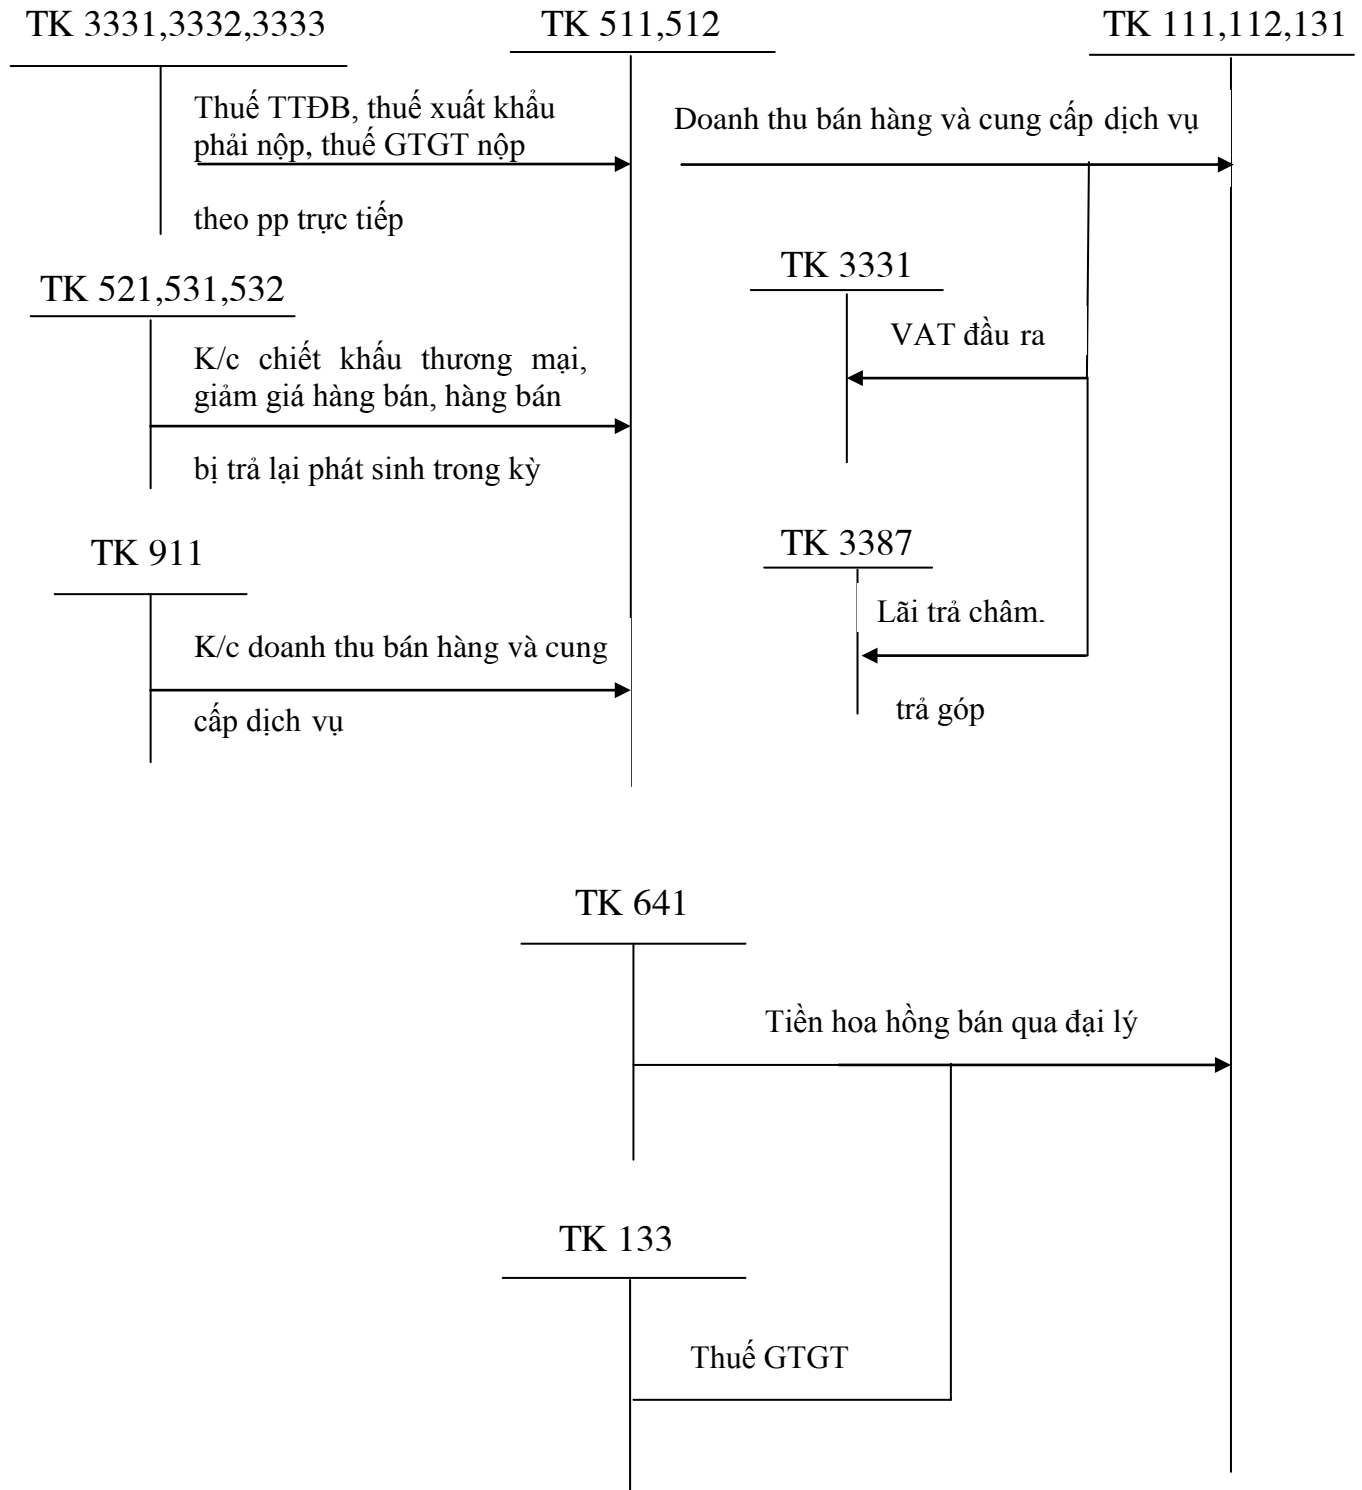 TK 3331,3332,3333
TK 511,512
TK 111,112,131
Thuế TTĐB, thuế xuất khẩu
phải nộp, thuế GTGT nộp
theo pp trực tiếp
Doanh thu bán hàng và cung cấp dịch vụ
TK 3331
VAT đầu ra
TK 521,531,532
K/c chiết khấu thương mại,
giảm giá hàng bán, hàng bán
bị trả lại phát sinh trong kỳ
TK 911
K/c doanh thu bán hàng và cung
cấp dịch vụ
TK 3387
Lãi trả châm.
trả góp
TK 641
Tiền hoa hồng bán qua đại lý
TK 133
Thuế GTGT